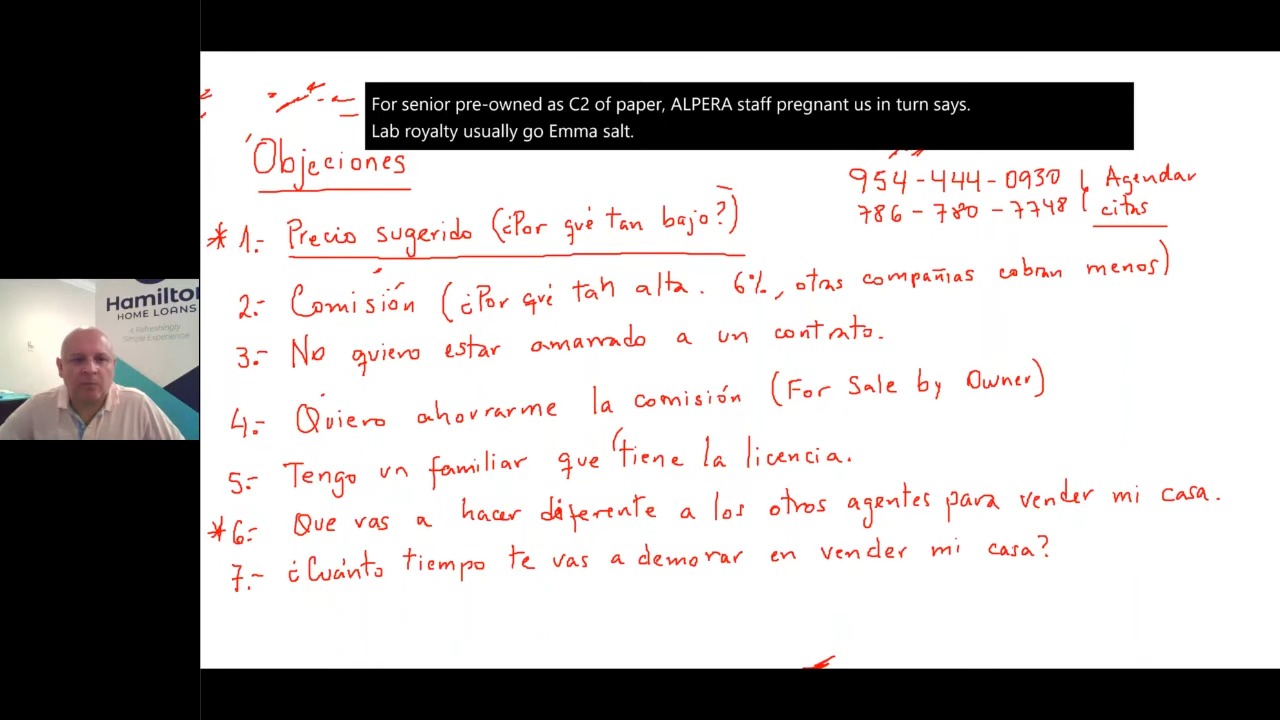 For senior pre-owned as C2 of paper, ALPERA staff pregnant us in turn says.
Lab royalty usually go Emma salt.
Objeciones
954-444-0930 Agendar
786-780-7748 citas
*1.- Precio sugerido (¿Por qué tan bajo?)
2.- Comisión (¿Por qué tan alta. 6%, otras compañias cobran menos)
3.- No quiero estar amarrado a un contrato.
4.- Quiero ahorrarme la comisión (For Sale by Owner)
5.- Tengo un familiar que tiene la licencia.
*6.- Que vas a hacer diferente a los otros agentes para vender mi casa.
7.- ¿Cuánto tiempo te vas a demorar en vender mi casa?
Hamilton
HOME LOANS
A Refreshingly
Simple Experience